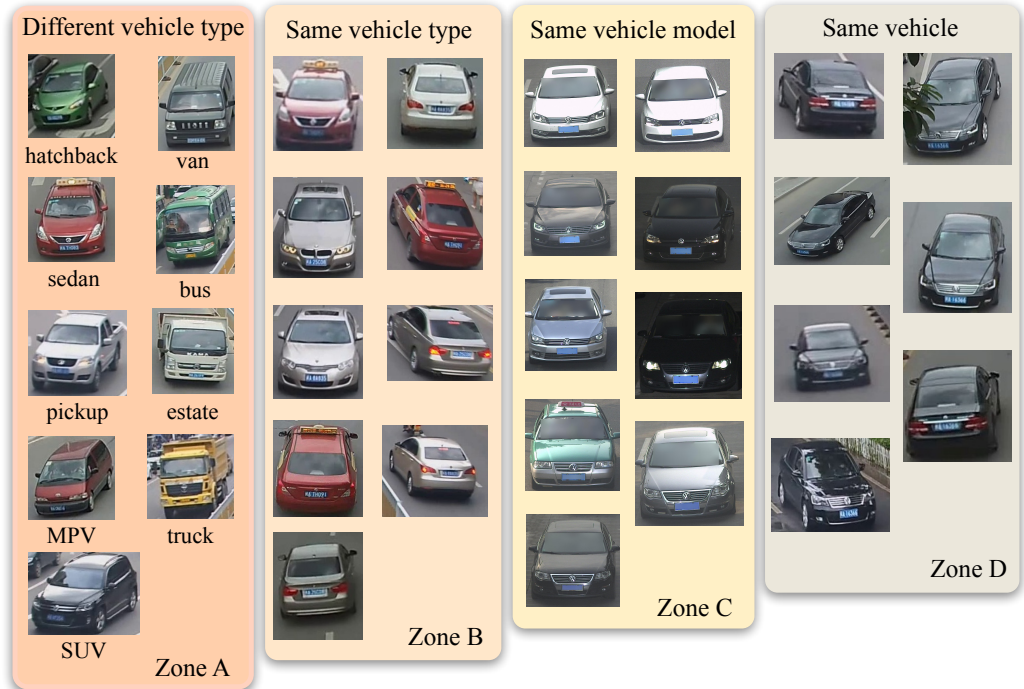 Different vehicle type
hatchback
van
sedan
bus
pickup
KAMA
estate
MPV
truck
SUV
Zone A
Same vehicle type
Zone B
Same vehicle model
Zone C
Same vehicle
Zone D